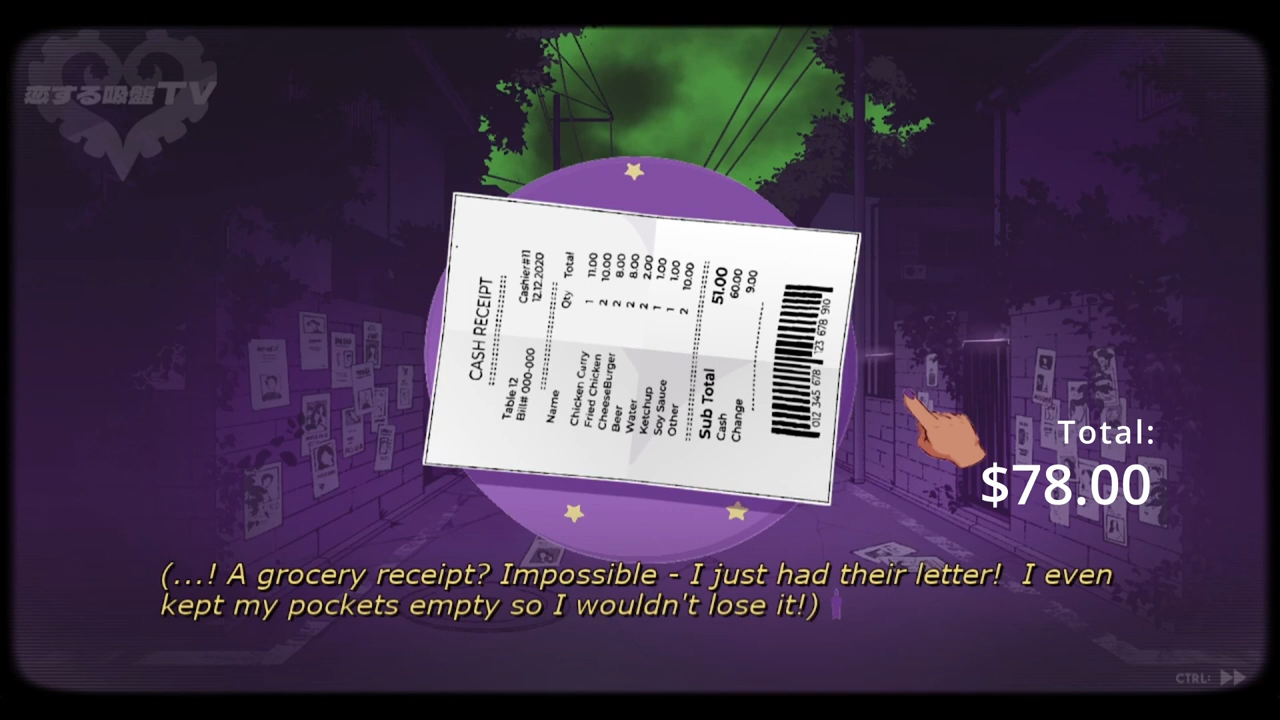 恋する吸盤TV
CASH RECEIPT
Table 12 Cashier#11
Bill# 000-000 12.12.2020
Name Qty Total
Chicken Curry 1 11.00
Fried Chicken 2 10.00
CheeseBurger 2 8.00
Beer 2 8.00
Water 2 2.00
Ketchup 1 1.00
Soy Sauce 1 1.00
Other 2 10.00
Sub Total 51.00
Cash 60.00
Change 9.00
012 345 678 123 678 910
Total:
$78.00
(...! A grocery receipt? Impossible - I just had their letter! I even
kept my pockets empty so I wouldn't lose it!)
CTRL: